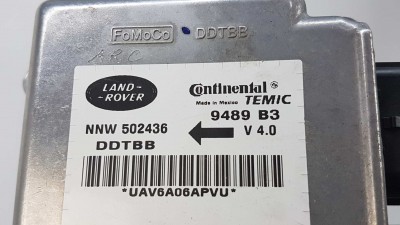 FoMoCo DDTBB
LAND-ROVER
Continental
Made in Mexico TEMIC
NNW 502436 9489 B3
DDTBB V 4.0
*UAV6A06APVU*